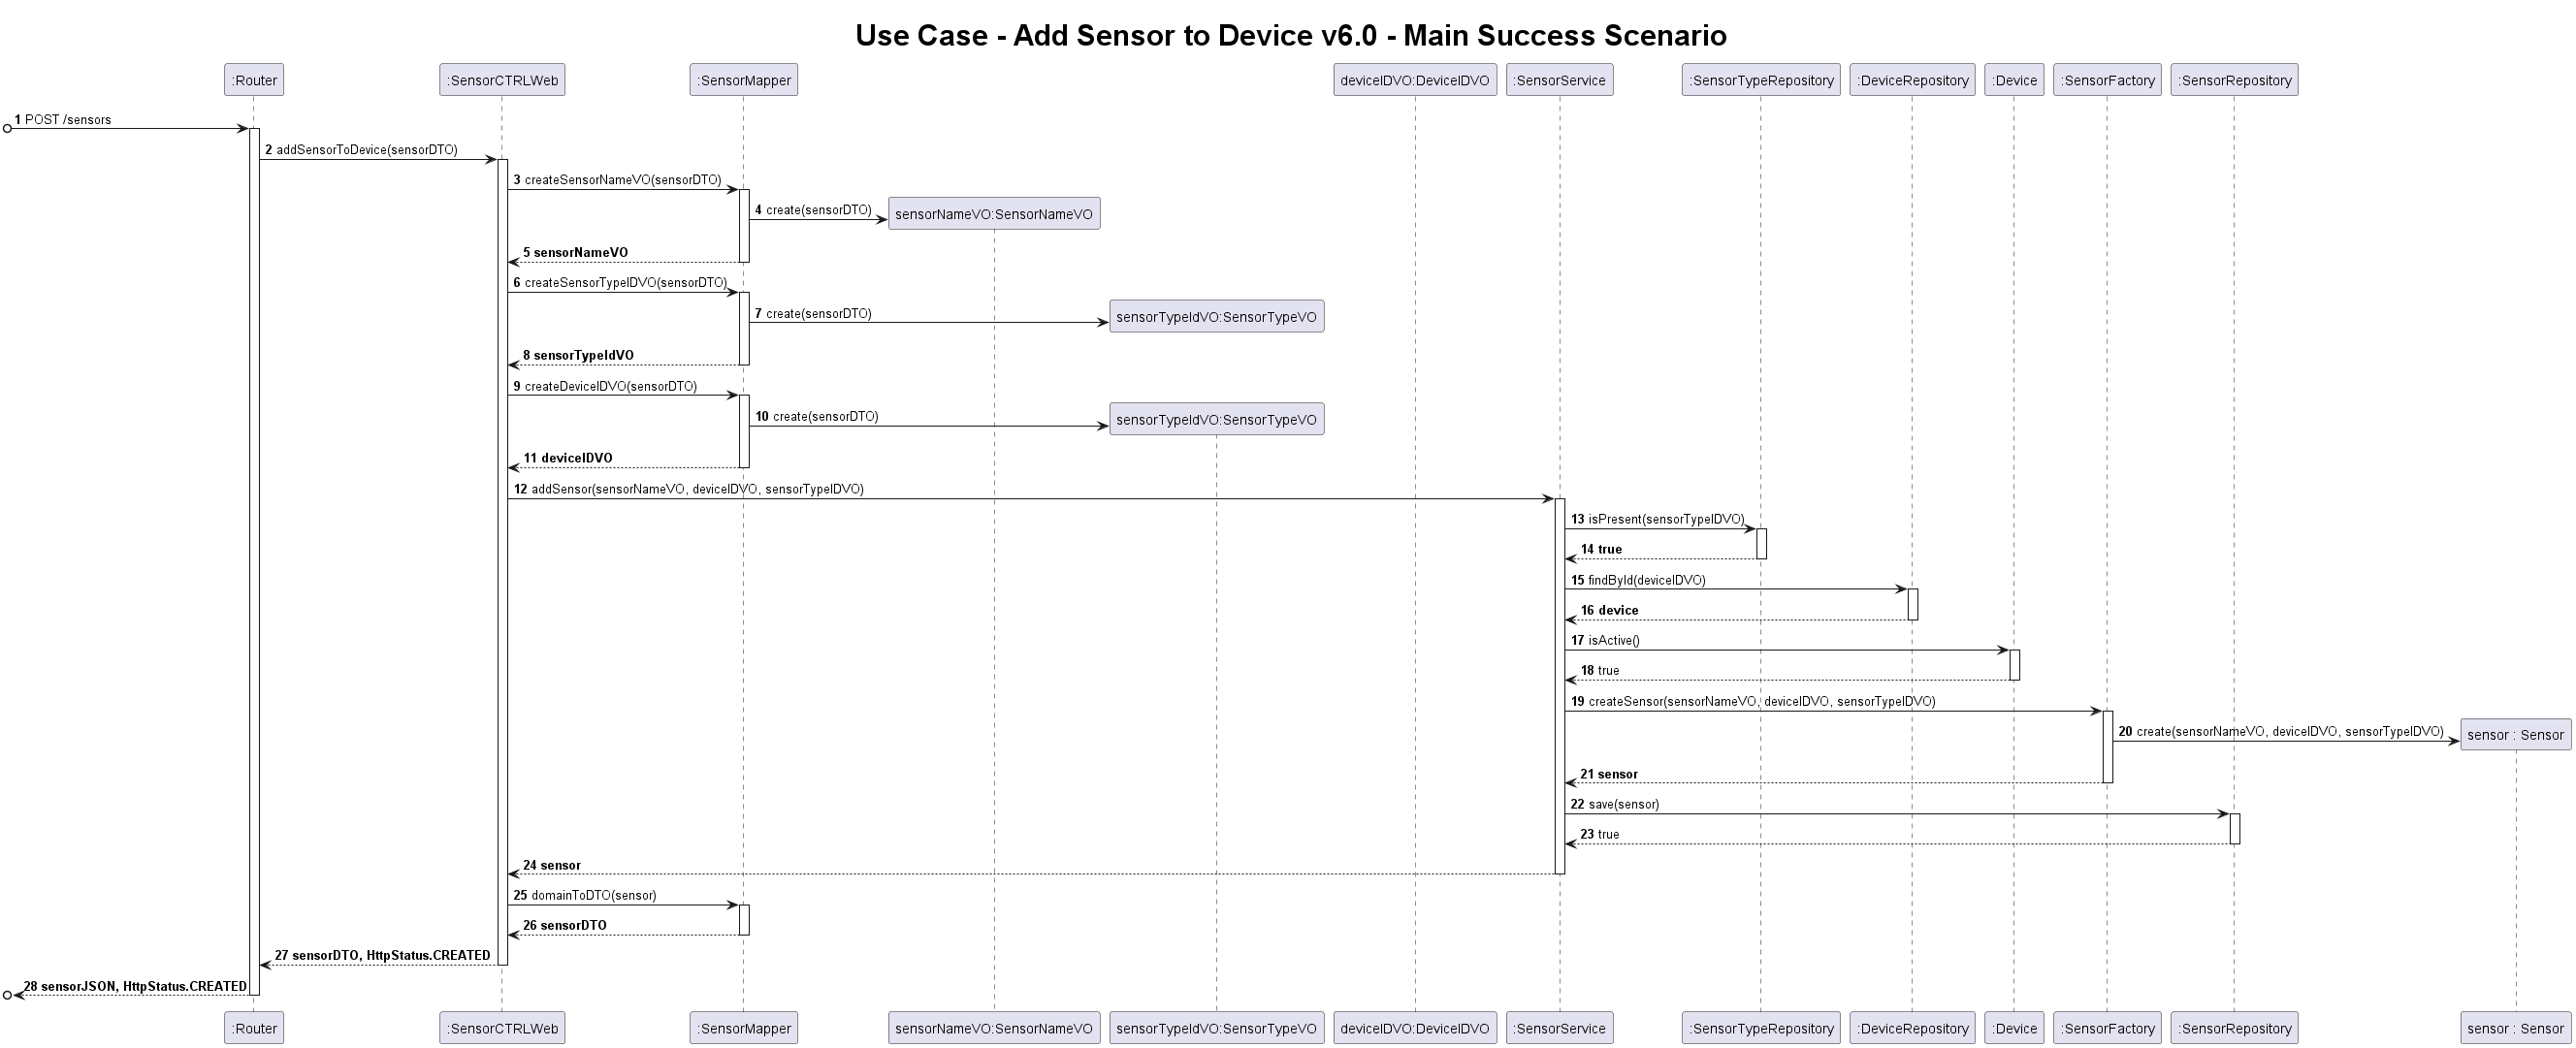 Use Case - Add Sensor to Device v6.0 - Main Success Scenario
:Router
:SensorCTRLWeb
:SensorMapper
deviceIDVO:DeviceIDVO
:SensorService
:SensorTypeRepository
:DeviceRepository
:Device
:SensorFactory
:SensorRepository
1 POST /sensors
2 addSensorToDevice(sensorDTO)
3 createSensorNameVO(sensorDTO)
4 create(sensorDTO)
sensorNameVO:SensorNameVO
5 sensorNameVO
6 createSensorTypeIDVO(sensorDTO)
7 create(sensorDTO)
sensorTypeIdVO:SensorTypeVO
8 sensorTypeIdVO
9 createDeviceIDVO(sensorDTO)
10 create(sensorDTO)
sensorTypeIdVO:SensorTypeVO
11 deviceIDVO
12 addSensor(sensorNameVO, deviceIDVO, sensorTypeIDVO)
13 isPresent(sensorTypeIDVO)
14 true
15 findById(deviceIDVO)
16 device
17 isActive()
18 true
19 createSensor(sensorNameVO, deviceIDVO, sensorTypeIDVO)
20 create(sensorNameVO, deviceIDVO, sensorTypeIDVO)
sensor : Sensor
21 sensor
22 save(sensor)
23 true
24 sensor
25 domainToDTO(sensor)
26 sensorDTO
27 sensorDTO, HttpStatus.CREATED
28 sensorJSON, HttpStatus.CREATED
:Router
:SensorCTRLWeb
:SensorMapper
sensorNameVO:SensorNameVO
sensorTypeIdVO:SensorTypeVO
deviceIDVO:DeviceIDVO
:SensorService
:SensorTypeRepository
:DeviceRepository
:Device
:SensorFactory
:SensorRepository
sensor : Sensor